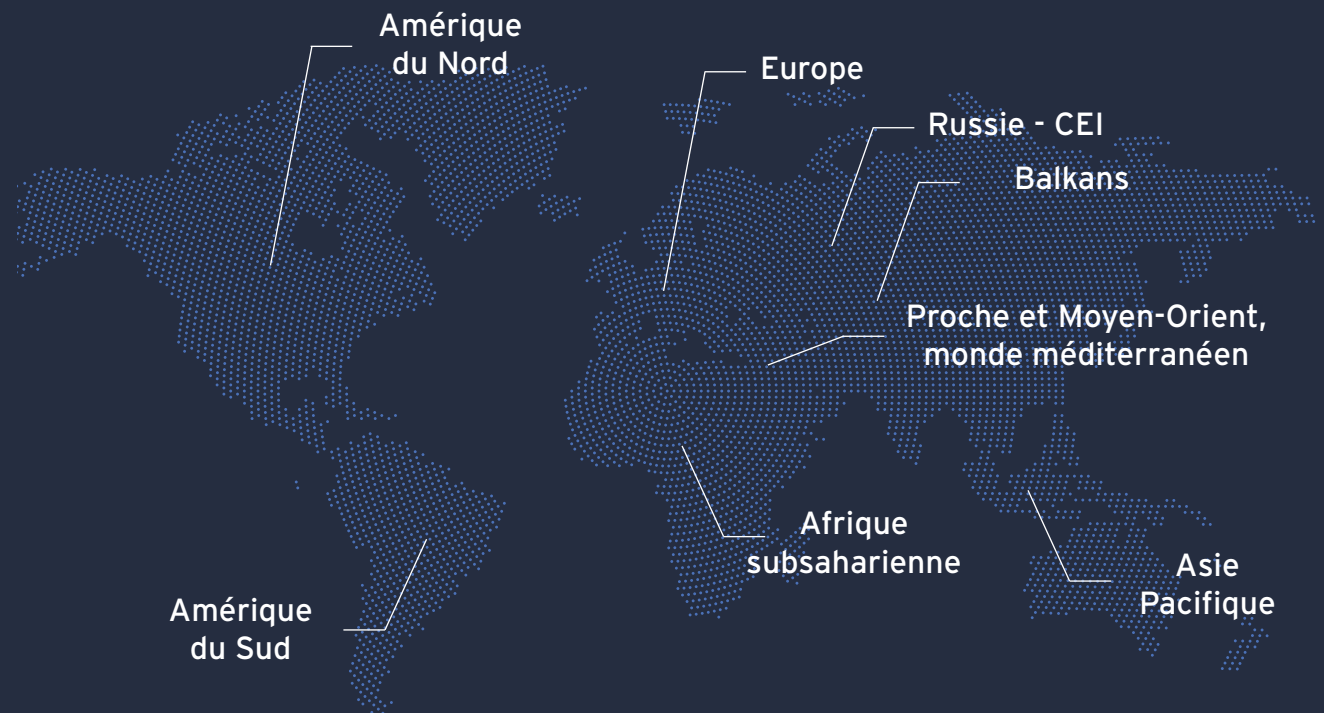 Amérique
du Nord
Europe
Russie - CEI
Balkans
Proche et Moyen-Orient,
monde méditerranéen
Afrique
subsaharienne
Asie
Pacifique
Amérique
du Sud